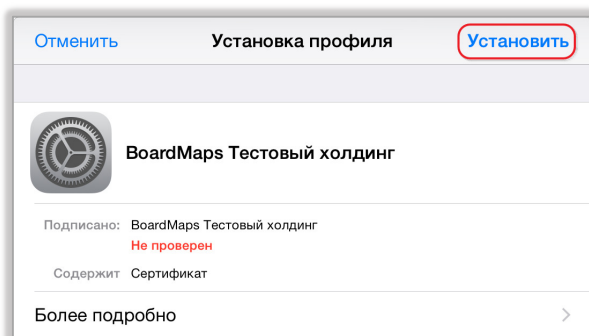 Отменить Установка профиля Установить
BoardMaps Тестовый холдинг
Подписано: BoardMaps Тестовый холдинг
Не проверен
Содержит Сертификат
Более подробно